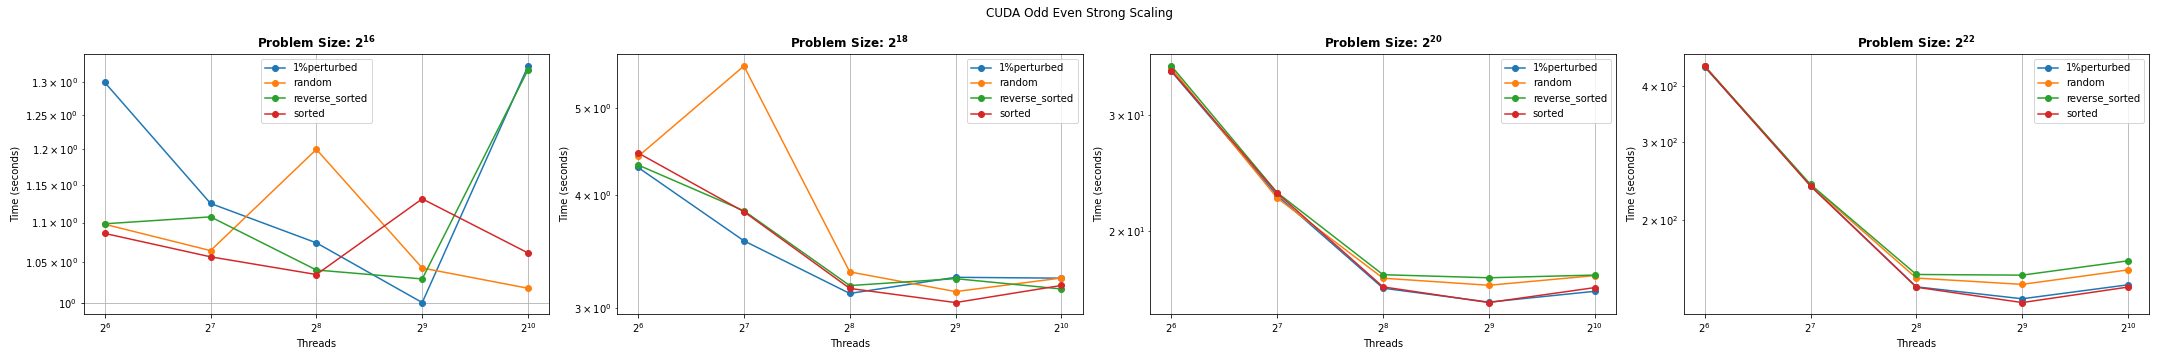 CUDA Odd Even Strong Scaling
Problem Size: 2^16
Time (seconds)
1.3 × 10^0
1.25 × 10^0
1.2 × 10^0
1.15 × 10^0
1.1 × 10^0
1.05 × 10^0
10^0
1%perturbed
random
reverse_sorted
sorted
2^6 2^7 2^8 2^9 2^10
Threads
Problem Size: 2^18
Time (seconds)
5 × 10^0
4 × 10^0
3 × 10^0
1%perturbed
random
reverse_sorted
sorted
2^6 2^7 2^8 2^9 2^10
Threads
Problem Size: 2^20
Time (seconds)
3 × 10^1
2 × 10^1
1%perturbed
random
reverse_sorted
sorted
2^6 2^7 2^8 2^9 2^10
Threads
Problem Size: 2^22
Time (seconds)
4 × 10^2
3 × 10^2
2 × 10^2
1%perturbed
random
reverse_sorted
sorted
2^6 2^7 2^8 2^9 2^10
Threads